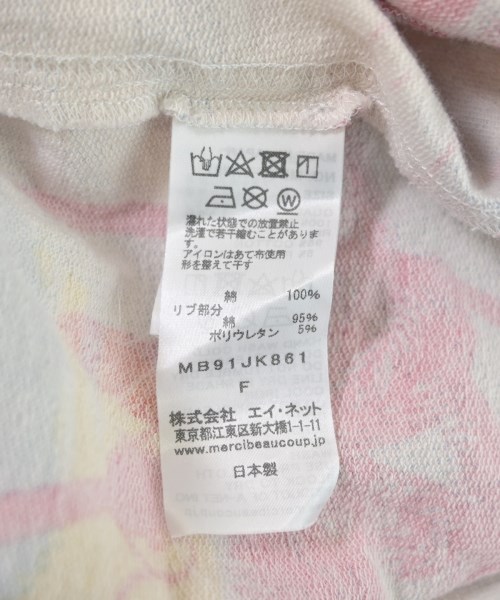 濡れた状態での放置禁止
洗濯で若干縮むことがありま
す。
アイロンはあて布使用
形を整えて干す
綿 100%
リブ部分
綿 95%
ポリウレタン 5%
MB91JK861
F
株式会社 エイ・ネット
東京都江東区新大橋1-1-11
www.mercibeaucoup.jp
日本製